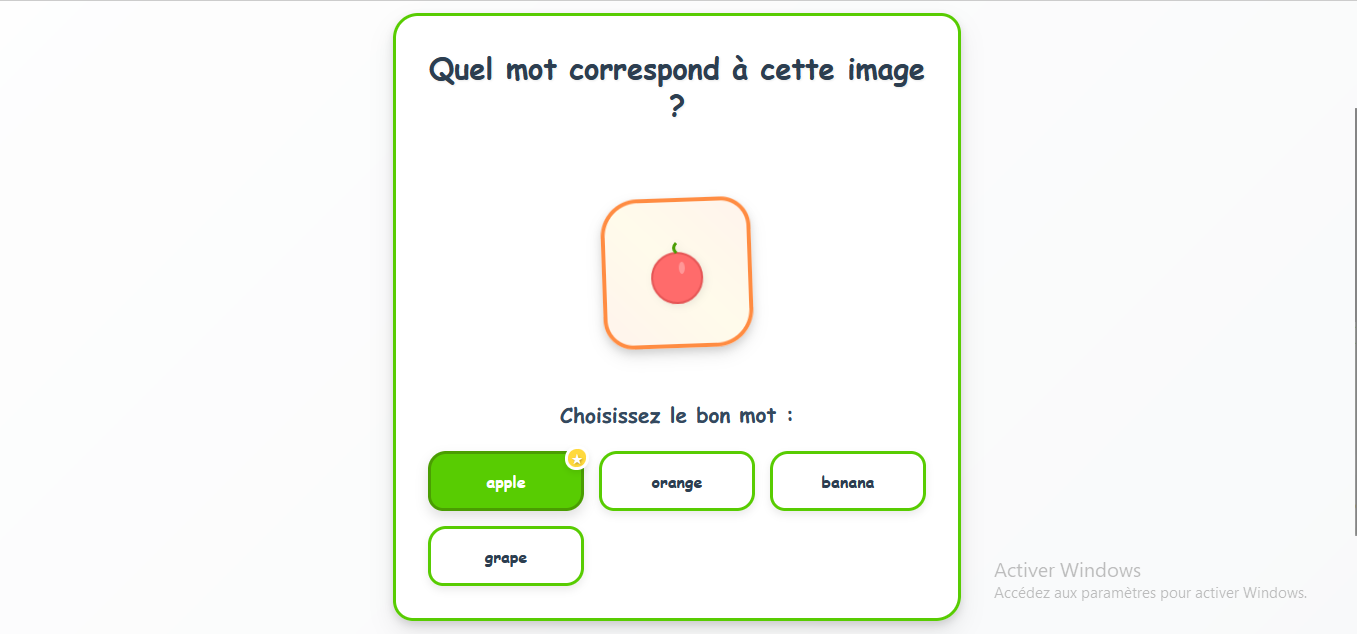 Quel mot correspond à cette image
?
Choisissez le bon mot :
apple
orange
banana
grape
Activer Windows
Accédez aux paramètres pour activer Windows.